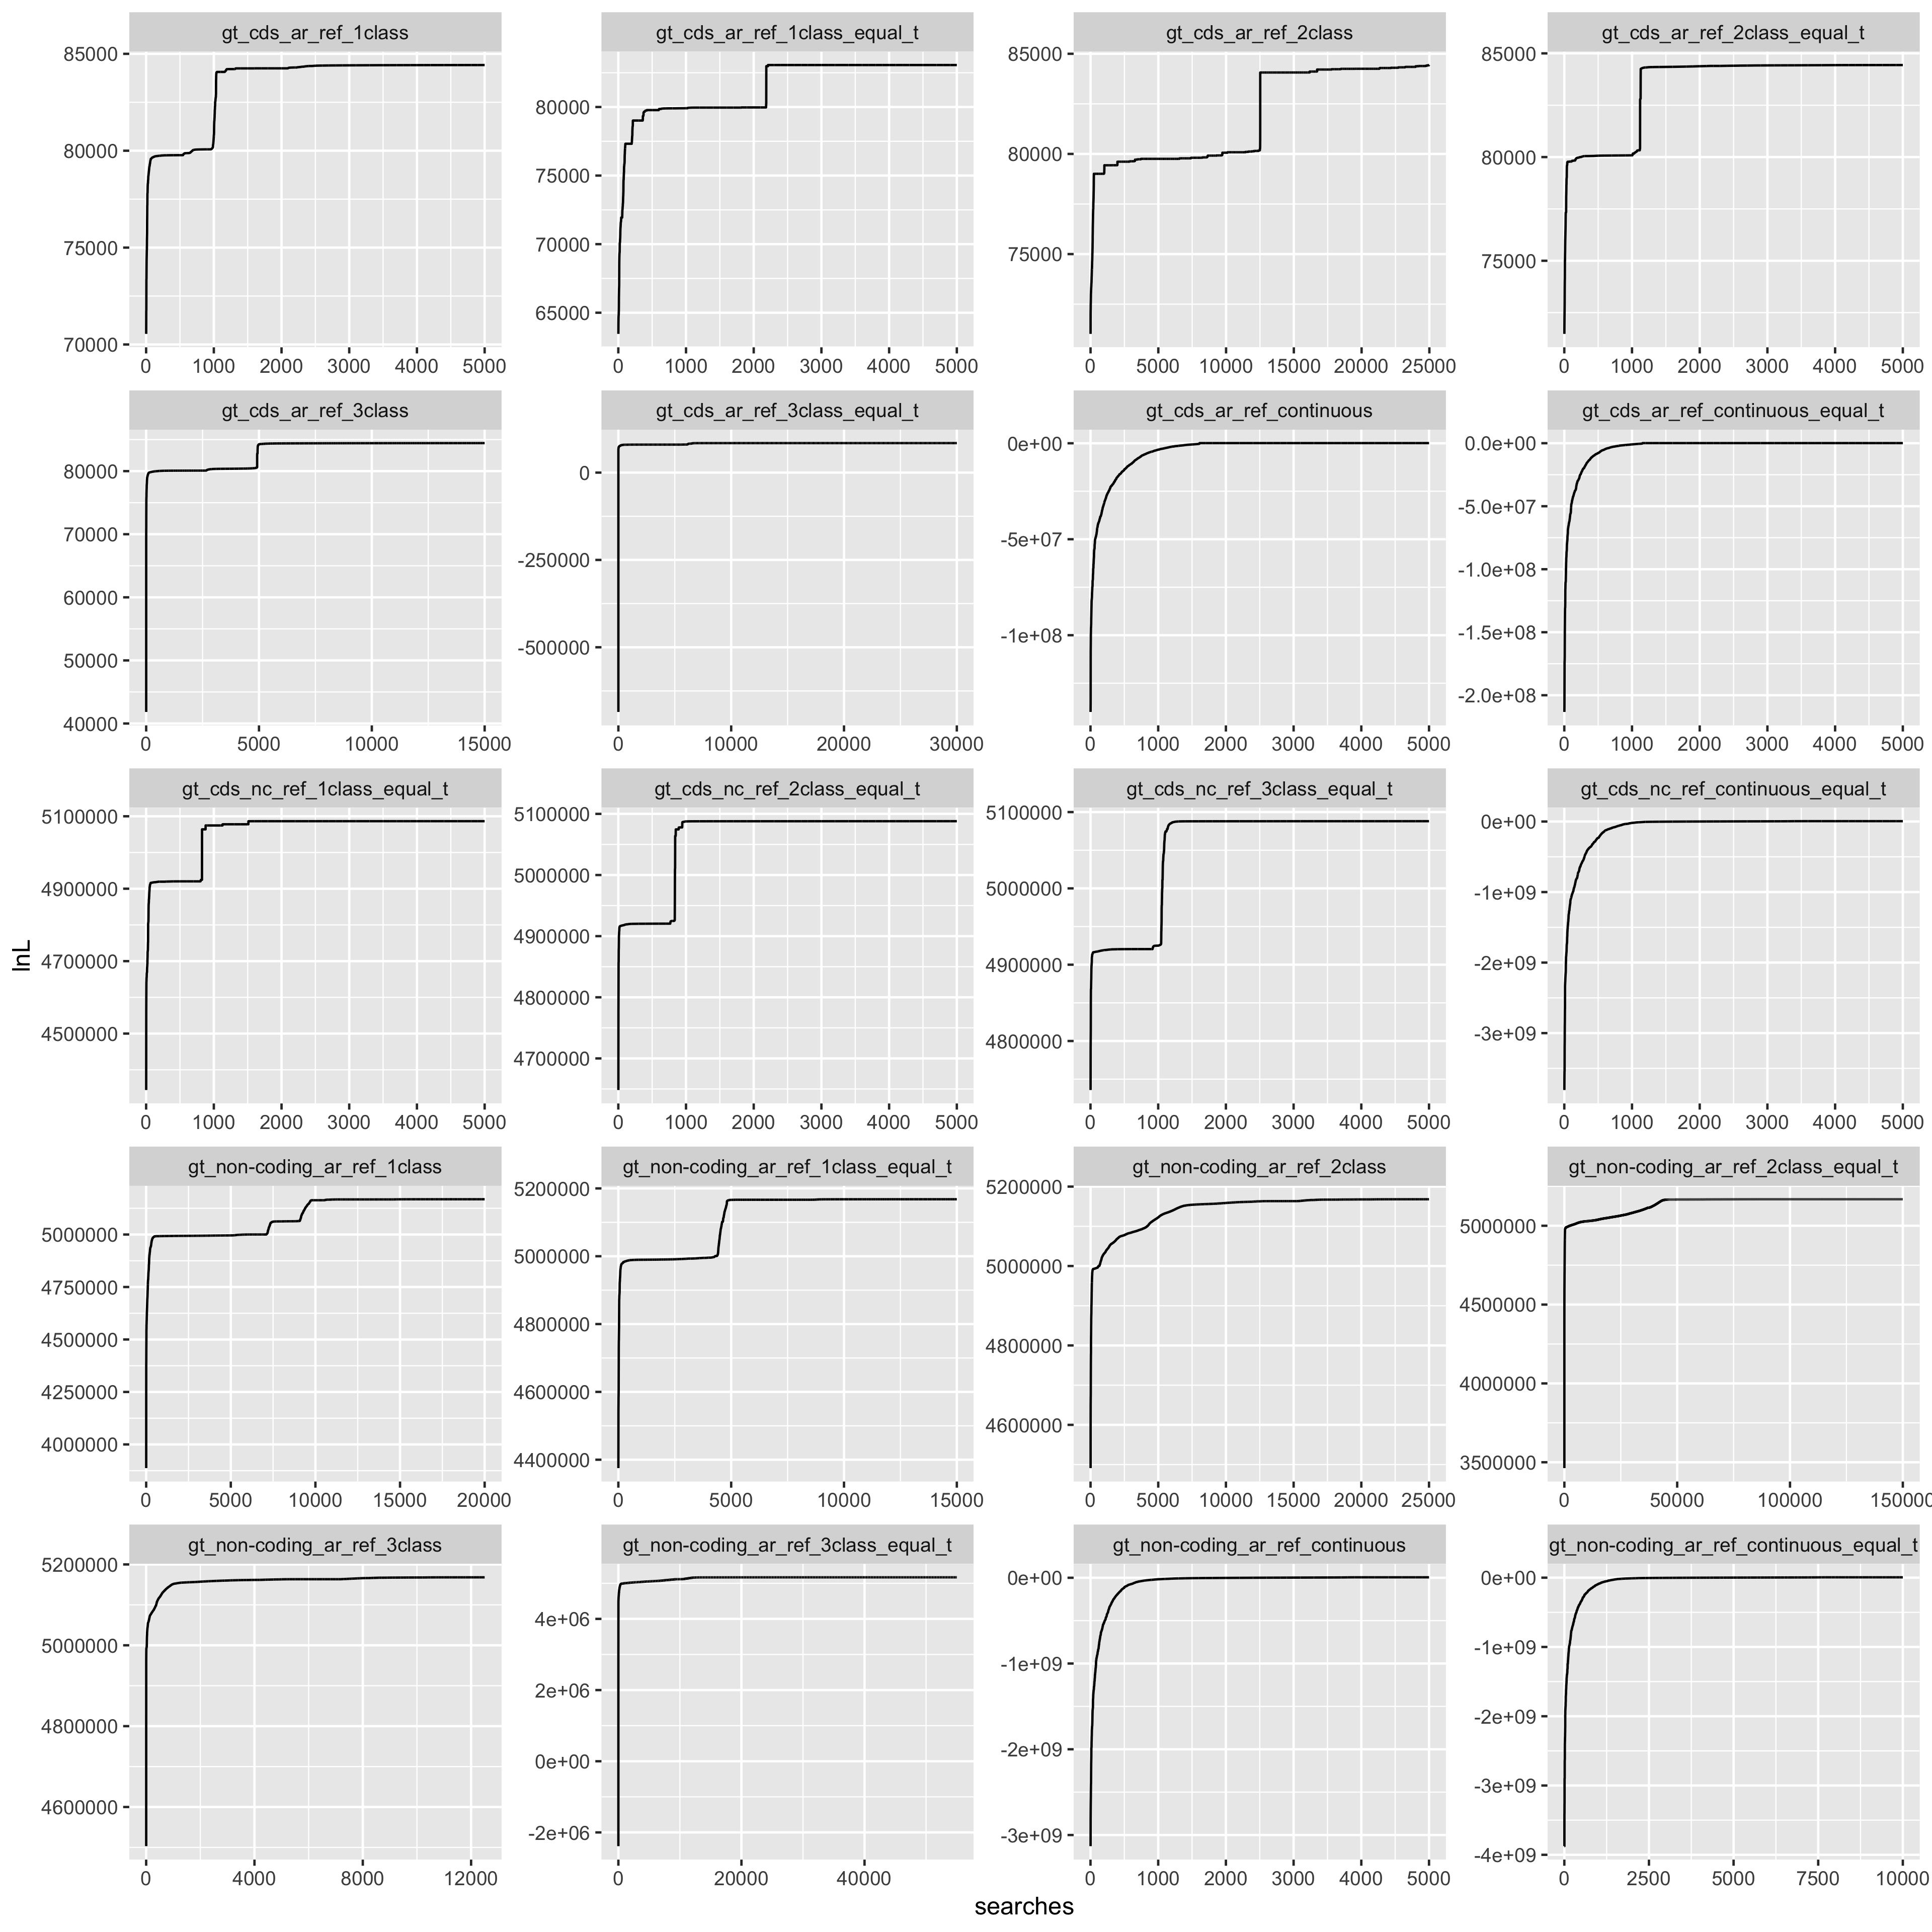 gt_cds_ar_ref_1class
85000
80000
75000
70000
0 1000 2000 3000 4000 5000
gt_cds_ar_ref_1class_equal_t
80000
75000
70000
65000
0 1000 2000 3000 4000 5000
gt_cds_ar_ref_2class
85000
80000
75000
0 5000 10000 15000 20000 25000
gt_cds_ar_ref_2class_equal_t
85000
80000
75000
0 1000 2000 3000 4000 5000
gt_cds_ar_ref_3class
80000
70000
60000
50000
40000
0 5000 10000 15000
gt_cds_ar_ref_3class_equal_t
0
-250000
-500000
0 10000 20000 30000
gt_cds_ar_ref_continuous
0e+00
-5e+07
-1e+08
0 1000 2000 3000 4000 5000
gt_cds_ar_ref_continuous_equal_t
0.0e+00
-5.0e+07
-1.0e+08
-1.5e+08
-2.0e+08
0 1000 2000 3000 4000 5000
lnL
gt_cds_nc_ref_1class_equal_t
5100000
4900000
4700000
4500000
0 1000 2000 3000 4000 5000
gt_cds_nc_ref_2class_equal_t
5100000
5000000
4900000
4800000
4700000
0 1000 2000 3000 4000 5000
gt_cds_nc_ref_3class_equal_t
5100000
5000000
4900000
4800000
0 1000 2000 3000 4000 5000
gt_cds_nc_ref_continuous_equal_t
0e+00
-1e+09
-2e+09
-3e+09
0 1000 2000 3000 4000 5000
gt_non-coding_ar_ref_1class
5000000
4750000
4500000
4250000
4000000
0 5000 10000 15000 20000
gt_non-coding_ar_ref_1class_equal_t
5200000
5000000
4800000
4600000
4400000
0 5000 10000 15000
gt_non-coding_ar_ref_2class
5200000
5000000
4800000
4600000
0 5000 10000 15000 20000 25000
gt_non-coding_ar_ref_2class_equal_t
5000000
4500000
4000000
3500000
0 50000 100000 150000
gt_non-coding_ar_ref_3class
5200000
5000000
4800000
4600000
0 4000 8000 12000
gt_non-coding_ar_ref_3class_equal_t
4e+06
2e+06
0e+00
-2e+06
0 20000 40000
gt_non-coding_ar_ref_continuous
0e+00
-1e+09
-2e+09
-3e+09
0 1000 2000 3000 4000 5000
gt_non-coding_ar_ref_continuous_equal_t
0e+00
-1e+09
-2e+09
-3e+09
-4e+09
0 2500 5000 7500 10000
searches